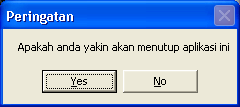 Peringatan
Apakah anda yakin akan menutup aplikasi ini
Yes
No